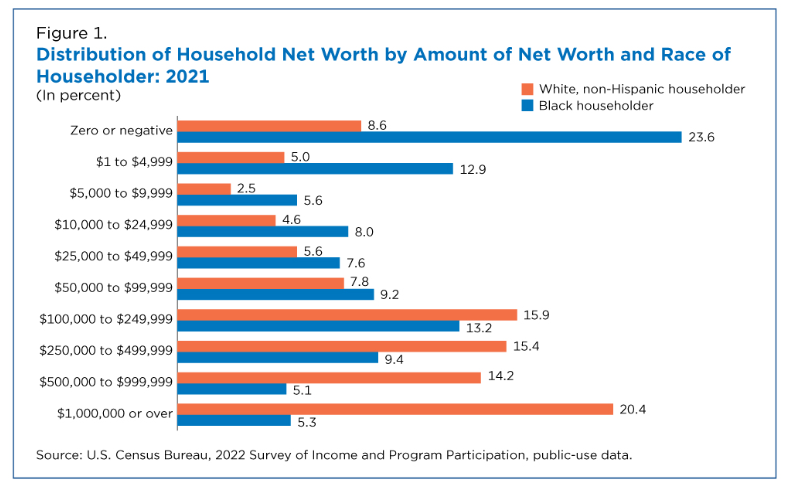 Figure 1.
Distribution of Household Net Worth by Amount of Net Worth and Race of
Householder: 2021
(In percent)
White, non-Hispanic householder
Black householder
Zero or negative 8.6
23.6
$1 to $4,999 5.0
12.9
$5,000 to $9,999 2.5
5.6
$10,000 to $24,999 4.6
8.0
$25,000 to $49,999 5.6
7.6
$50,000 to $99,999 7.8
9.2
$100,000 to $249,999 15.9
13.2
$250,000 to $499,999 15.4
9.4
$500,000 to $999,999 14.2
5.1
$1,000,000 or over 20.4
5.3
Source: U.S. Census Bureau, 2022 Survey of Income and Program Participation, public-use data.